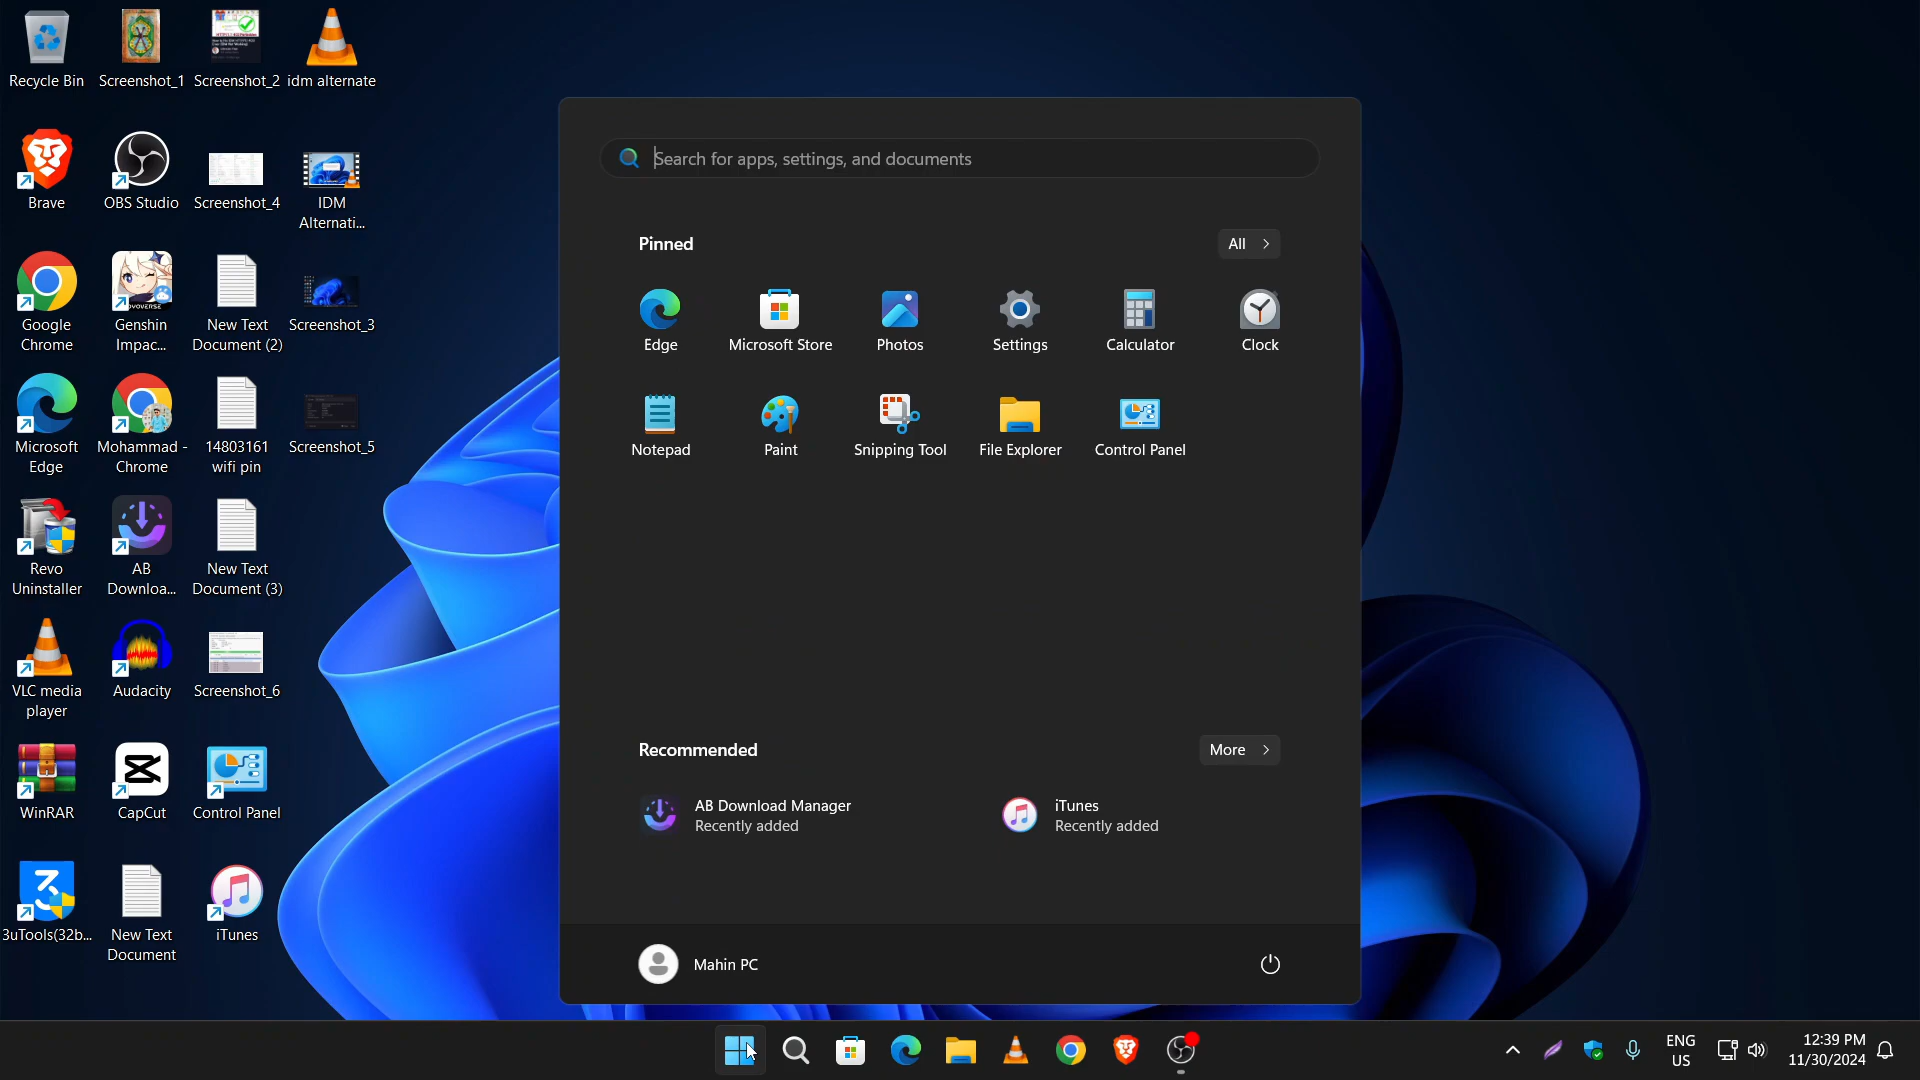 Recycle Bin
Screenshot_1
Screenshot_2
idm alternate
Brave
OBS Studio
Screenshot_4
IDM
Alternati...
Google
Chrome
Genshin
Impac...
New Text
Document (2)
Screenshot_3
Microsoft
Edge
Mohammad -
Chrome
14803161
wifi pin
Screenshot_5
Revo
Uninstaller
AB
Downloa...
New Text
Document (3)
VLC media
player
Audacity
Screenshot_6
WinRAR
CapCut
Control Panel
3uTools(32b...
New Text
Document
iTunes
Search for apps, settings, and documents
Pinned
All
Edge
Microsoft Store
Photos
Settings
Calculator
Clock
Notepad
Paint
Snipping Tool
File Explorer
Control Panel
Recommended
More
AB Download Manager
Recently added
iTunes
Recently added
Mahin PC
ENG
US
12:39 PM
11/30/2024